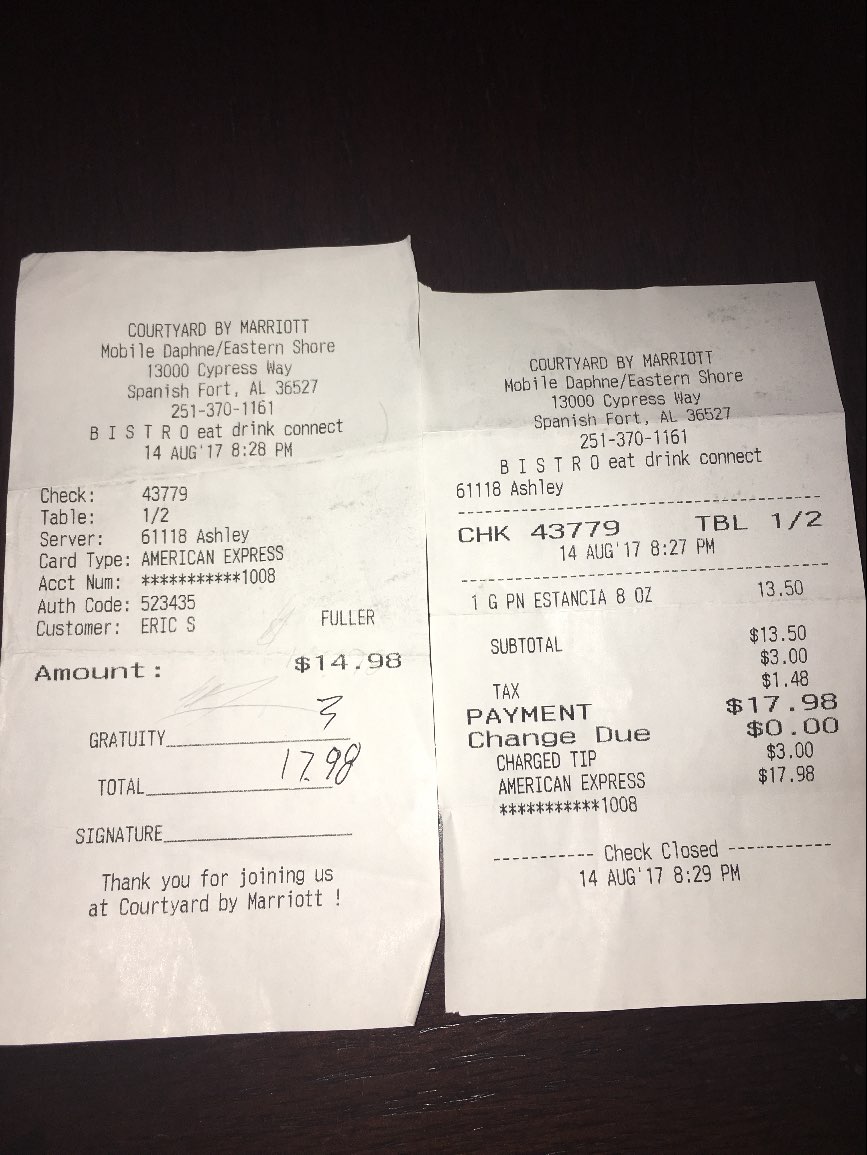 COURTYARD BY MARRIOTT
Mobile Daphne/Eastern Shore
13000 Cypress Way
Spanish Fort, AL 36527
251-370-1161
B I S T R O eat drink connect
14 AUG'17 8:28 PM
Check: 43779
Table: 1/2
Server: 61118 Ashley
Card Type: AMERICAN EXPRESS
Acct Num: ***********1008
Auth Code: 523435
Customer: ERIC S FULLER
Amount: $14.98
GRATUITY 3
TOTAL 17.98
SIGNATURE
Thank you for joining us
at Courtyard by Marriott !
COURTYARD BY MARRIOTT
Mobile Daphne/Eastern Shore
13000 Cypress Way
Spanish Fort, AL 36527
251-370-1161
B I S T R O eat drink connect
61118 Ashley
CHK 43779 TBL 1/2
14 AUG'17 8:27 PM
1 G PN ESTANCIA 8 OZ 13.50
SUBTOTAL $13.50
$3.00
TAX $1.48
PAYMENT $17.98
Change Due $0.00
CHARGED TIP $3.00
AMERICAN EXPRESS $17.98
***********1008
----------- Check Closed -----------
14 AUG'17 8:29 PM